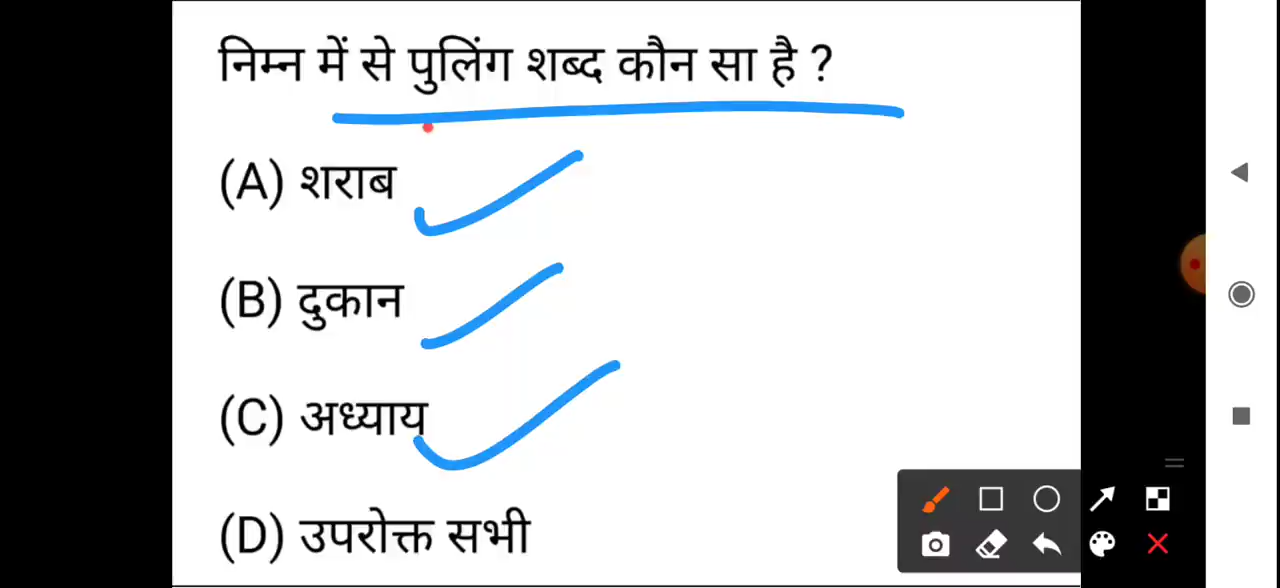 निम्न में से पुलिंग शब्द कौन सा है ?
(A) शराब
(B) दुकान
(C) अध्याय
(D) उपरोक्त सभी